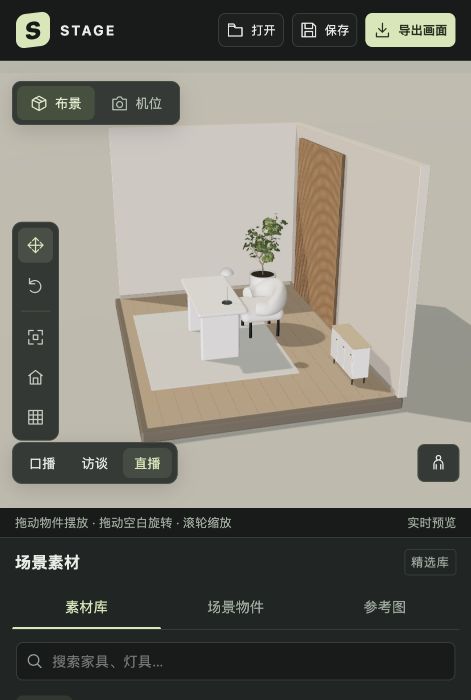 S STAGE 打开 保存 导出画面
布景 机位
口播 访谈 直播
拖动物件摆放 · 拖动空白旋转 · 滚轮缩放 实时预览
场景素材 精选库
素材库 场景物件 参考图
搜索家具、灯具...